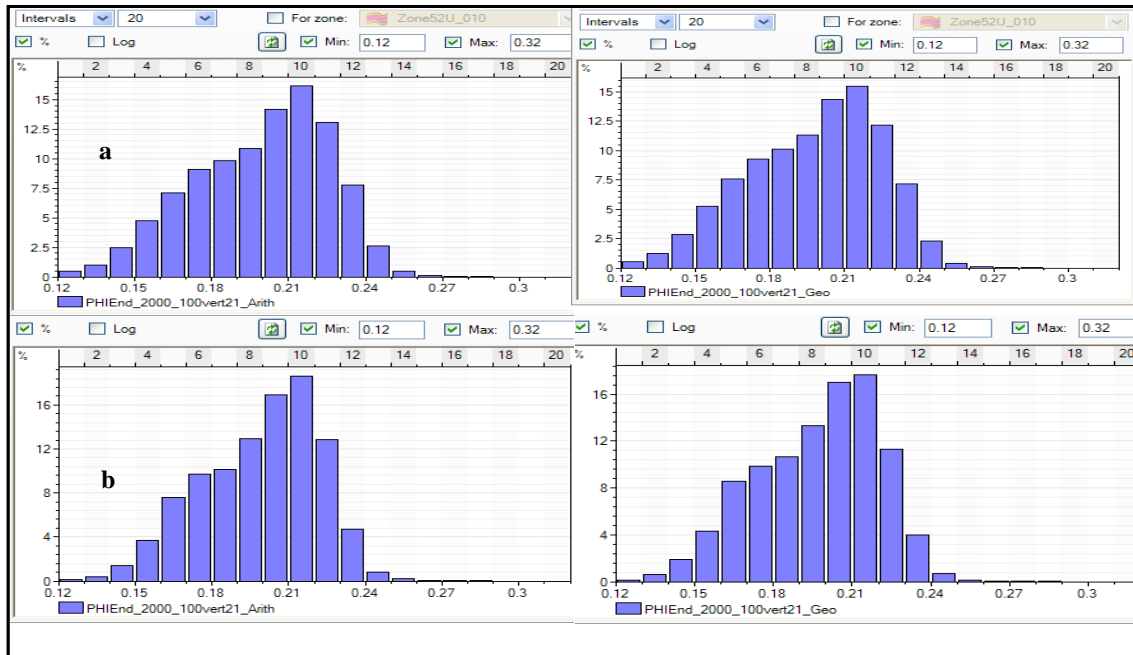 Intervals 20 For zone: Zone52U_010
% Log Min: 0.12 Max: 0.32
% 2 4 6 8 10 12 14 16 18 20
15
12.5
a
10
7.5
5
2.5
0
0.12 0.15 0.18 0.21 0.24 0.27 0.3
PHIEnd_2000_100vert21_Arith
Intervals 20 For zone: Zone52U_010
% Log Min: 0.12 Max: 0.32
% 2 4 6 8 10 12 14 16 18 20
15
12.5
10
7.5
5
2.5
0
0.12 0.15 0.18 0.21 0.24 0.27 0.3
PHIEnd_2000_100vert21_Geo
% Log Min: 0.12 Max: 0.32
% 2 4 6 8 10 12 14 16 18 20
16
12
b
8
4
0
0.12 0.15 0.18 0.21 0.24 0.27 0.3
PHIEnd_2000_100vert21_Arith
% Log Min: 0.12 Max: 0.32
% 2 4 6 8 10 12 14 16 18 20
16
12
8
4
0
0.12 0.15 0.18 0.21 0.24 0.27 0.3
PHIEnd_2000_100vert21_Geo